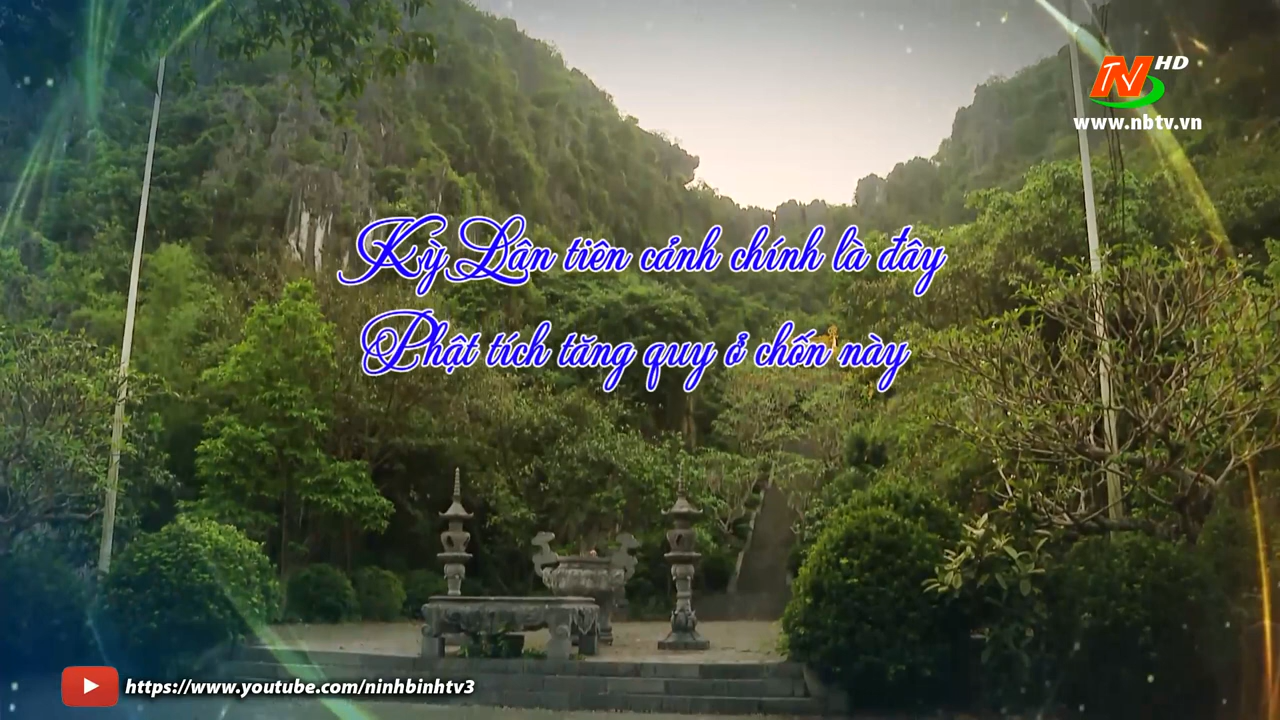 NTV HD
www.nbtv.vn
Kỳ Lân tiên cảnh chính là đây
Phật tích tăng quy ở chốn này
https://www.youtube.com/ninhbinhtv3